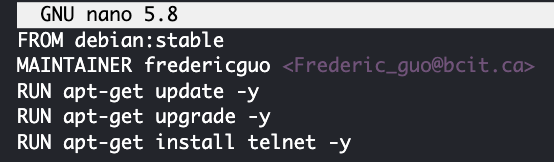 GNU nano 5.8
FROM debian:stable
MAINTAINER fredericguo <Frederic_guo@bcit.ca>
RUN apt-get update -y
RUN apt-get upgrade -y
RUN apt-get install telnet -y